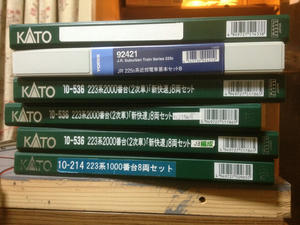 KATO
TOMIX
92421
J.R. Suburban Train Series 225
JR 225系近郊電車基本セットB
KATO
10-536 223系2000番台(2次車)「新快速」8両セット
KATO
10-536 223系2000番台(2次車)「新快速」8両セット
KATO
10-536 223系2000番台(2次車)「新快速」8両セット
KATO
10-214 223系1000番台8両セット